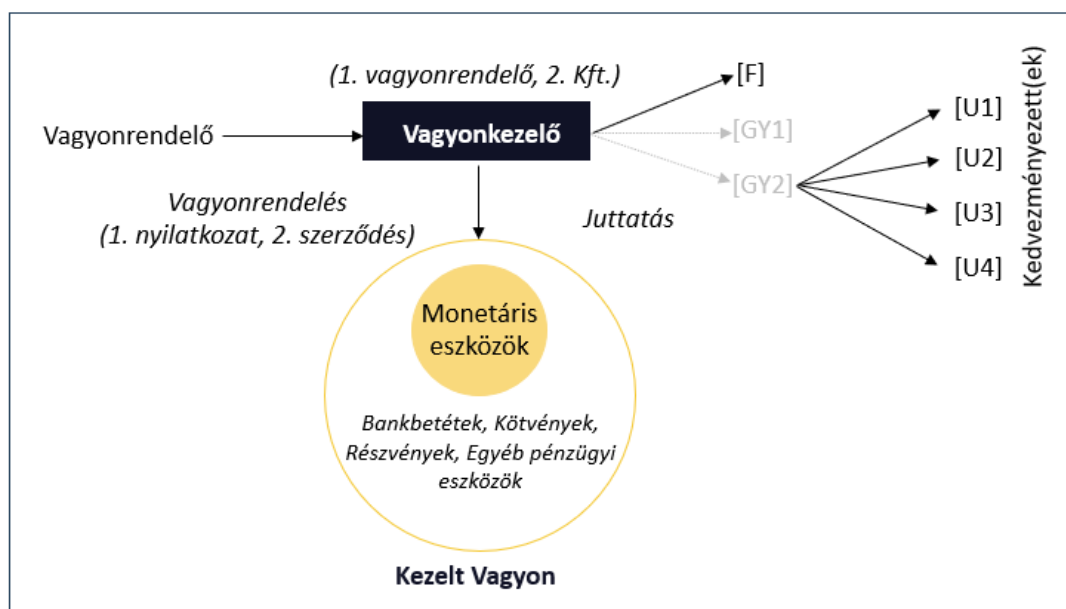 (1. vagyonrendelő, 2. Kft.)
Vagyonrendelő
Vagyonkezelő
[F]
[GY1]
[GY2]
[U1]
[U2]
[U3]
[U4]
Kedvezményezett(ek)
Vagyonrendelés
(1. nyilatkozat, 2. szerződés)
Juttatás
Monetáris
eszközök
Bankbetétek, Kötvények,
Részvények, Egyéb pénzügyi
eszközök
Kezelt Vagyon